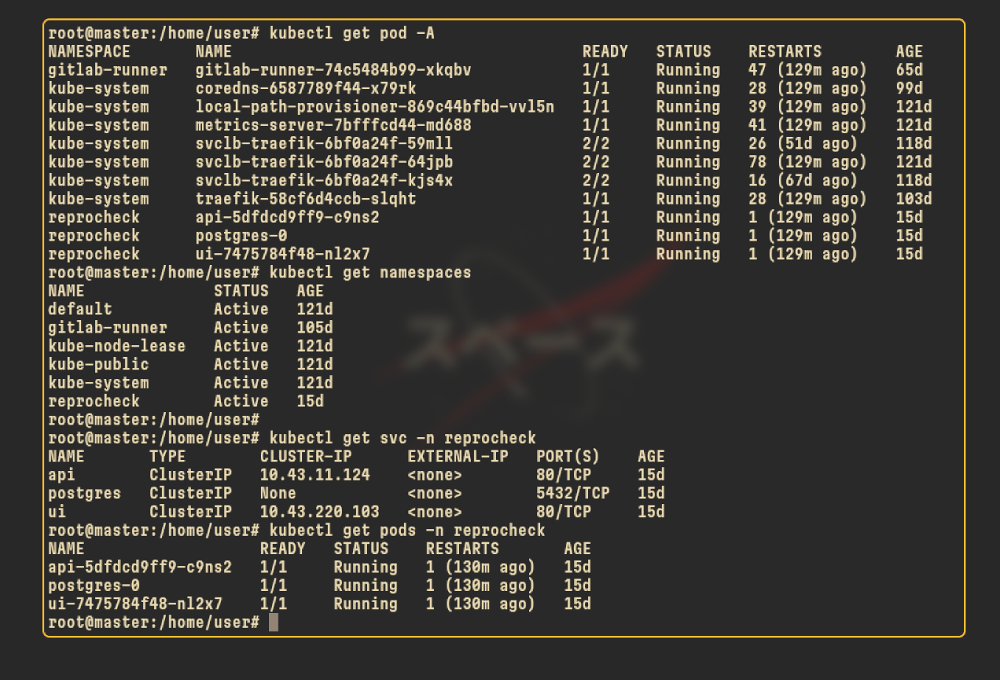 root@master:/home/user# kubectl get pod -A
NAMESPACE       NAME                                      READY   STATUS    RESTARTS        AGE
gitlab-runner   gitlab-runner-74c5484b99-xkqbv            1/1     Running   47 (129m ago)   65d
kube-system     coredns-6587789f44-x79rk                  1/1     Running   28 (129m ago)   99d
kube-system     local-path-provisioner-869c44bfbd-vvl5n   1/1     Running   39 (129m ago)   121d
kube-system     metrics-server-7bfffcd44-md688            1/1     Running   41 (129m ago)   121d
kube-system     svclb-traefik-6bf0a24f-59mll              2/2     Running   26 (51d ago)    118d
kube-system     svclb-traefik-6bf0a24f-64jpb              2/2     Running   78 (129m ago)   121d
kube-system     svclb-traefik-6bf0a24f-kjs4x              2/2     Running   16 (67d ago)    118d
kube-system     traefik-58cf6d4ccb-slqht                  1/1     Running   28 (129m ago)   103d
reprocheck      api-5dfdcd9ff9-c9ns2                      1/1     Running   1 (129m ago)    15d
reprocheck      postgres-0                                1/1     Running   1 (129m ago)    15d
reprocheck      ui-7475784f48-nl2x7                       1/1     Running   1 (129m ago)    15d
root@master:/home/user# kubectl get namespaces
NAME              STATUS   AGE
default           Active   121d
gitlab-runner     Active   105d
kube-node-lease   Active   121d
kube-public       Active   121d
kube-system       Active   121d
reprocheck        Active   15d
root@master:/home/user#
root@master:/home/user# kubectl get svc -n reprocheck
NAME       TYPE        CLUSTER-IP      EXTERNAL-IP   PORT(S)    AGE
api        ClusterIP   10.43.11.124    <none>        80/TCP     15d
postgres   ClusterIP   None            <none>        5432/TCP   15d
ui         ClusterIP   10.43.220.103   <none>        80/TCP     15d
root@master:/home/user# kubectl get pods -n reprocheck
NAME                   READY   STATUS    RESTARTS       AGE
api-5dfdcd9ff9-c9ns2   1/1     Running   1 (130m ago)   15d
postgres-0             1/1     Running   1 (130m ago)   15d
ui-7475784f48-nl2x7    1/1     Running   1 (130m ago)   15d
root@master:/home/user#
スペース